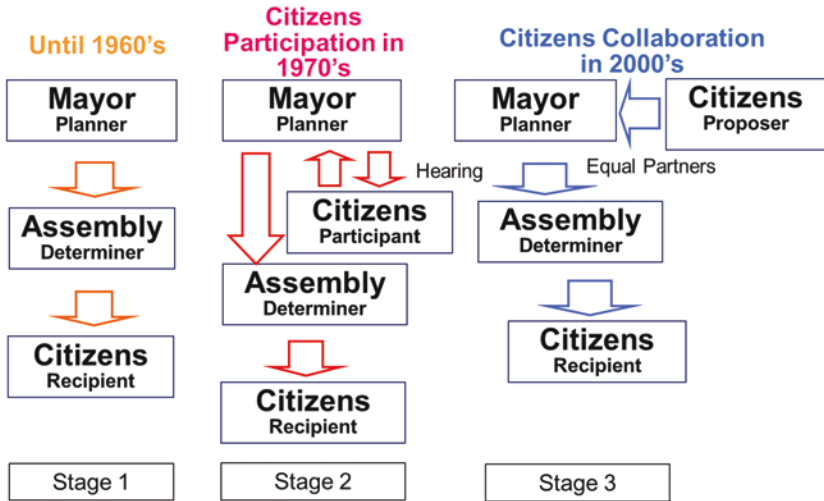 Until 1960's
Mayor
Planner
Assembly
Determiner
Citizens
Recipient
Stage 1
Citizens
Participation in
1970's
Mayor
Planner
Hearing
Citizens
Participant
Assembly
Determiner
Citizens
Recipient
Stage 2
Citizens Collaboration
in 2000's
Mayor
Planner
Citizens
Proposer
Equal Partners
Assembly
Determiner
Citizens
Recipient
Stage 3